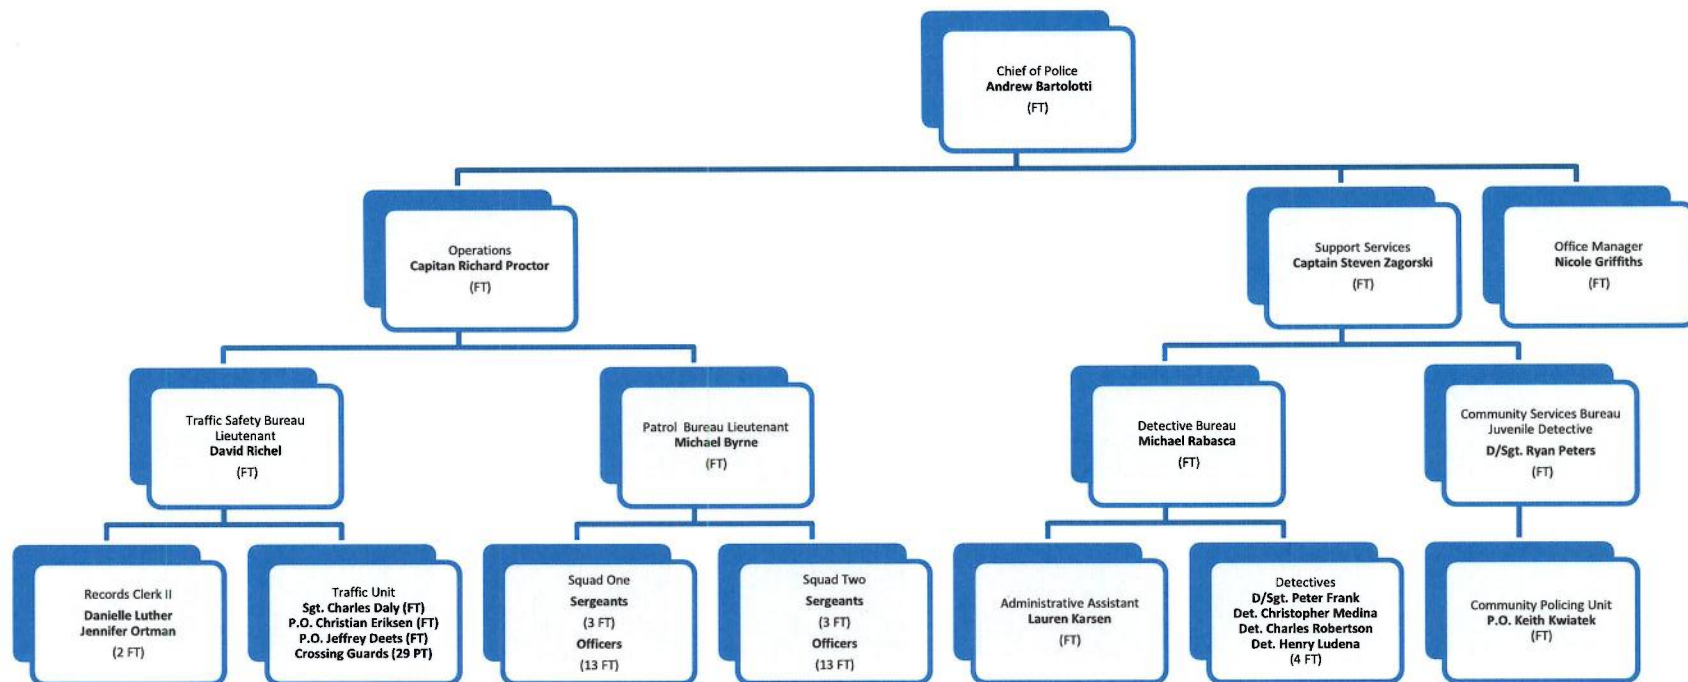 Chief of Police
Andrew Bartolotti
(FT)
Operations
Capitan Richard Proctor
(FT)
Support Services
Captain Steven Zagorski
(FT)
Office Manager
Nicole Griffiths
(FT)
Traffic Safety Bureau
Lieutenant
David Richel
(FT)
Patrol Bureau Lieutenant
Michael Byrne
(FT)
Detective Bureau
Michael Rabasca
(FT)
Community Services Bureau
Juvenile Detective
D/Sgt. Ryan Peters
(FT)
Records Clerk II
Danielle Luther
Jennifer Ortman
(2 FT)
Traffic Unit
Sgt. Charles Daly (FT)
P.O. Christian Eriksen (FT)
P.O. Jeffrey Deets (FT)
Crossing Guards (29 PT)
Squad One
Sergeants
(3 FT)
Officers
(13 FT)
Squad Two
Sergeants
(3 FT)
Officers
(13 FT)
Administrative Assistant
Lauren Karsen
(FT)
Detectives
D/Sgt. Peter Frank
Det. Christopher Medina
Det. Charles Robertson
Det. Henry Ludena
(4 FT)
Community Policing Unit
P.O. Keith Kwiatek
(FT)